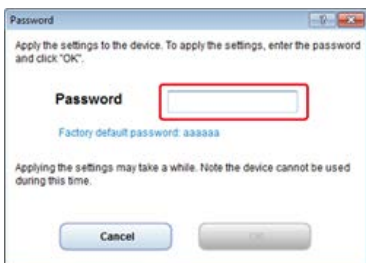 Password
Apply the settings to the device. To apply the settings, enter the password
and click "OK".
Password
Factory default password: aaaaaa
Applying the settings may take a while. Note the device cannot be used
during this time.
Cancel
OK